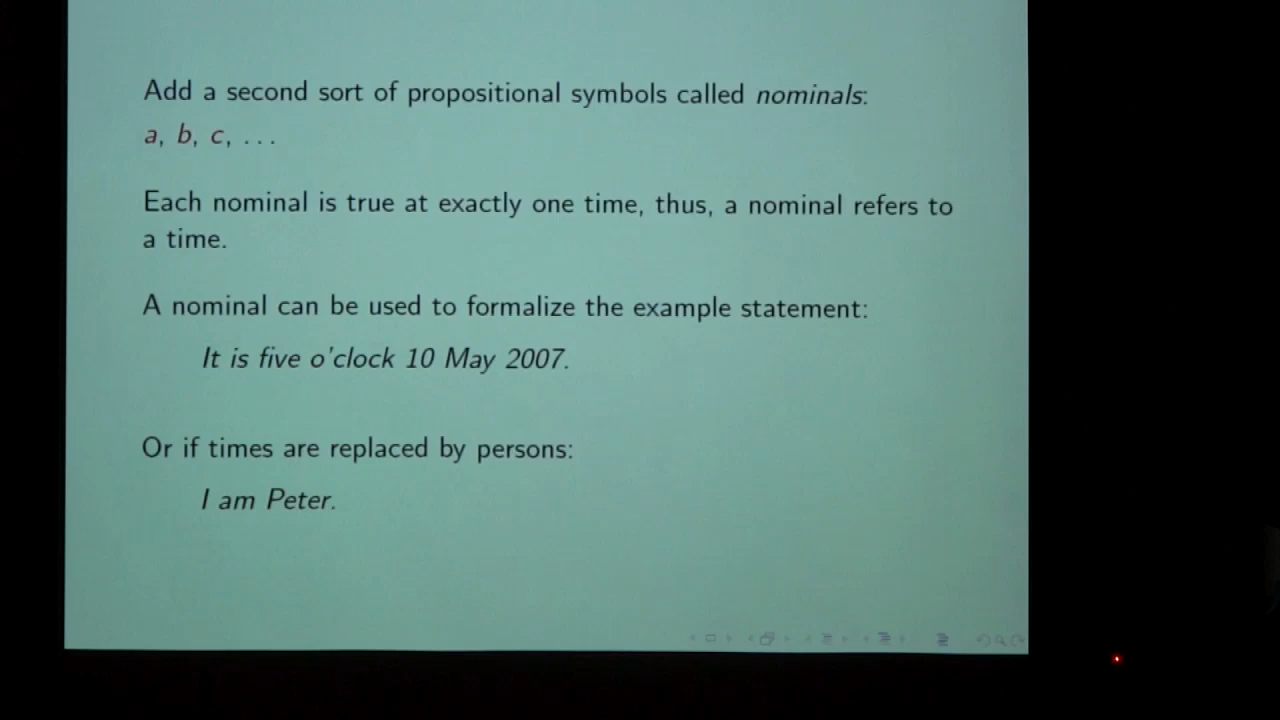 Add a second sort of propositional symbols called nominals:
a, b, c, ...
Each nominal is true at exactly one time, thus, a nominal refers to
a time.
A nominal can be used to formalize the example statement:
It is five o'clock 10 May 2007.
Or if times are replaced by persons:
I am Peter.